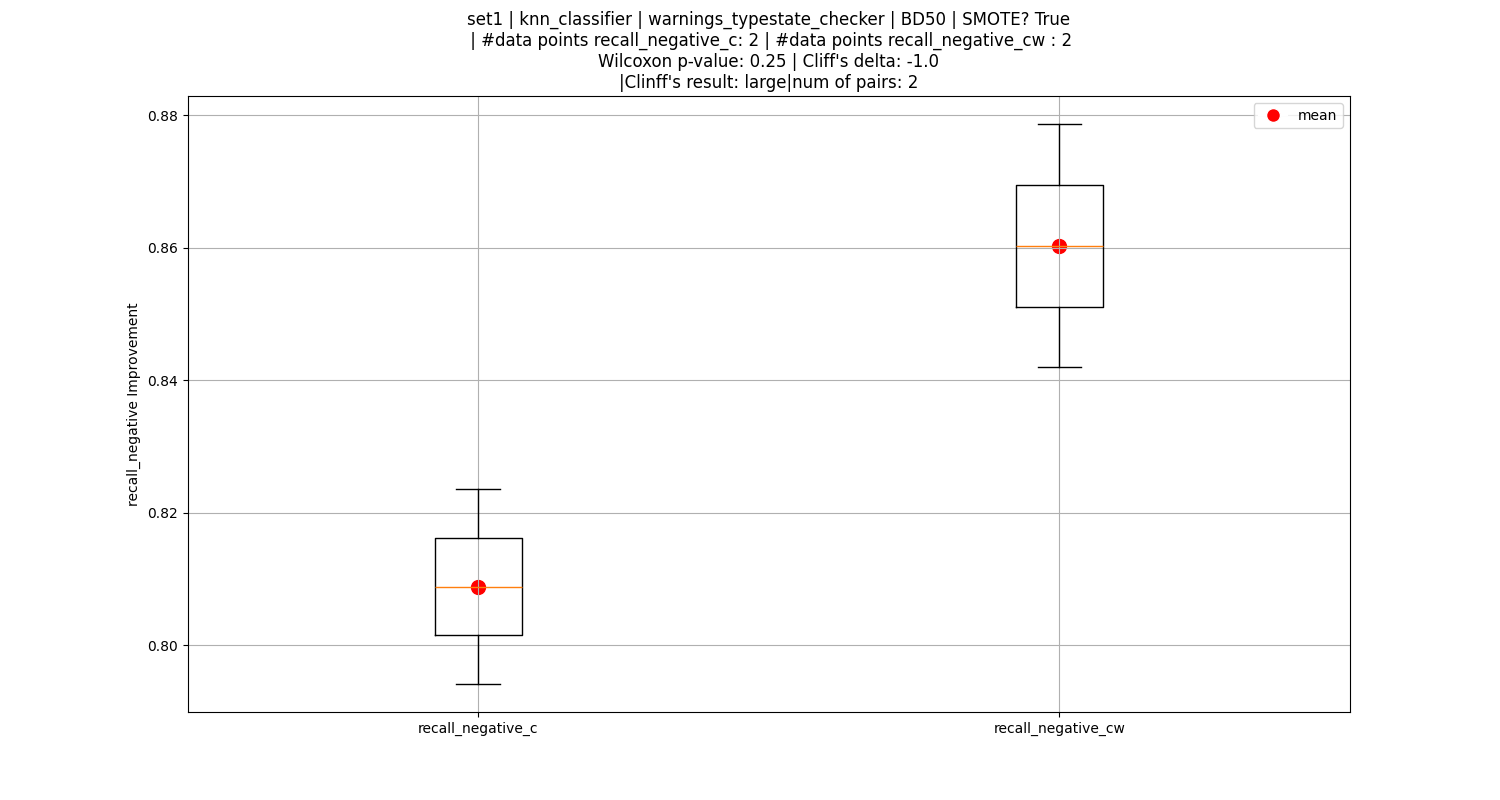 set1 | knn_classifier | warnings_typestate_checker | BD50 | SMOTE? True
| #data points recall_negative_c: 2 | #data points recall_negative_cw : 2
Wilcoxon p-value: 0.25 | Cliff's delta: -1.0
|Clinff's result: large|num of pairs: 2
mean
0.88
0.86
0.84
0.82
0.80
recall_negative Improvement
recall_negative_c
recall_negative_cw